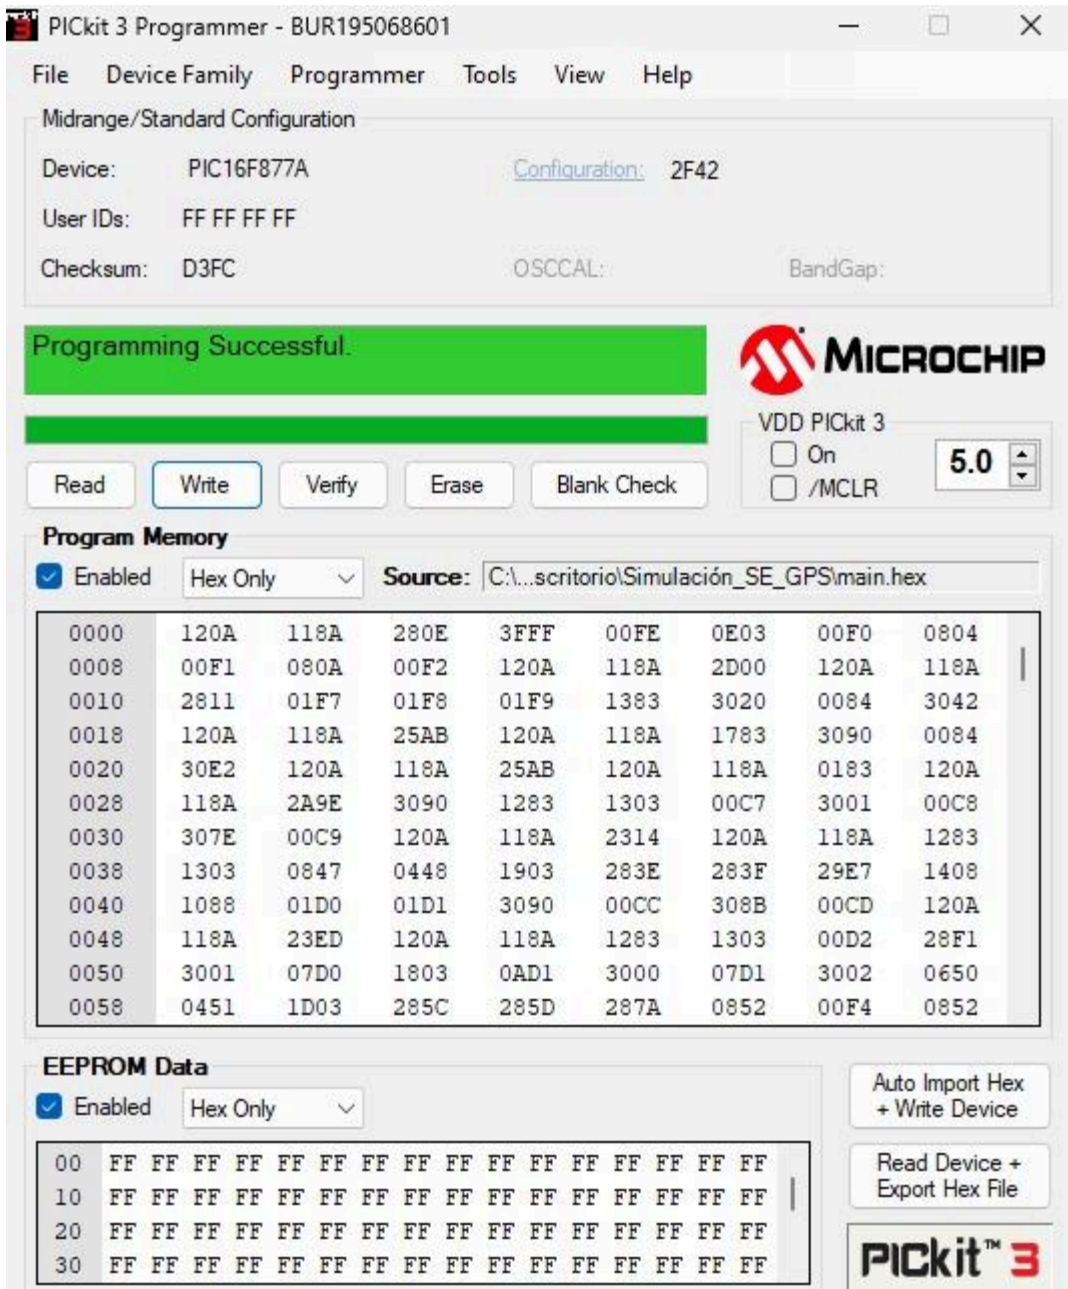 PICkit 3 Programmer - BUR195068601
File Device Family Programmer Tools View Help
Midrange/Standard Configuration
Device: PIC16F877A Configuration: 2F42
User IDs: FF FF FF FF
Checksum: D3FC OSCCAL: BandGap:
Programming Successful.
MICROCHIP
VDD PICkit 3
On
/MCLR
5.0
Read Write Verify Erase Blank Check
Program Memory
Enabled Hex Only Source: C:\...scritorio\Simulación_SE_GPS\main.hex
0000 120A 118A 280E 3FFF 00FE 0E03 00F0 0804
0008 00F1 080A 00F2 120A 118A 2D00 120A 118A
0010 2811 01F7 01F8 01F9 1383 3020 0084 3042
0018 120A 118A 25AB 120A 118A 1783 3090 0084
0020 30E2 120A 118A 25AB 120A 118A 0183 120A
0028 118A 2A9E 3090 1283 1303 00C7 3001 00C8
0030 307E 00C9 120A 118A 2314 120A 118A 1283
0038 1303 0847 0448 1903 283E 283F 29E7 1408
0040 1088 01D0 01D1 3090 00CC 308B 00CD 120A
0048 118A 23ED 120A 118A 1283 1303 00D2 28F1
0050 3001 07D0 1803 0AD1 3000 07D1 3002 0650
0058 0451 1D03 285C 285D 287A 0852 00F4 0852
EEPROM Data
Enabled Hex Only
00 FF FF FF FF FF FF FF FF FF FF FF FF FF FF FF FF
10 FF FF FF FF FF FF FF FF FF FF FF FF FF FF FF FF
20 FF FF FF FF FF FF FF FF FF FF FF FF FF FF FF FF
30 FF FF FF FF FF FF FF FF FF FF FF FF FF FF FF FF
Auto Import Hex
+ Write Device
Read Device +
Export Hex File
PICkit™ 3